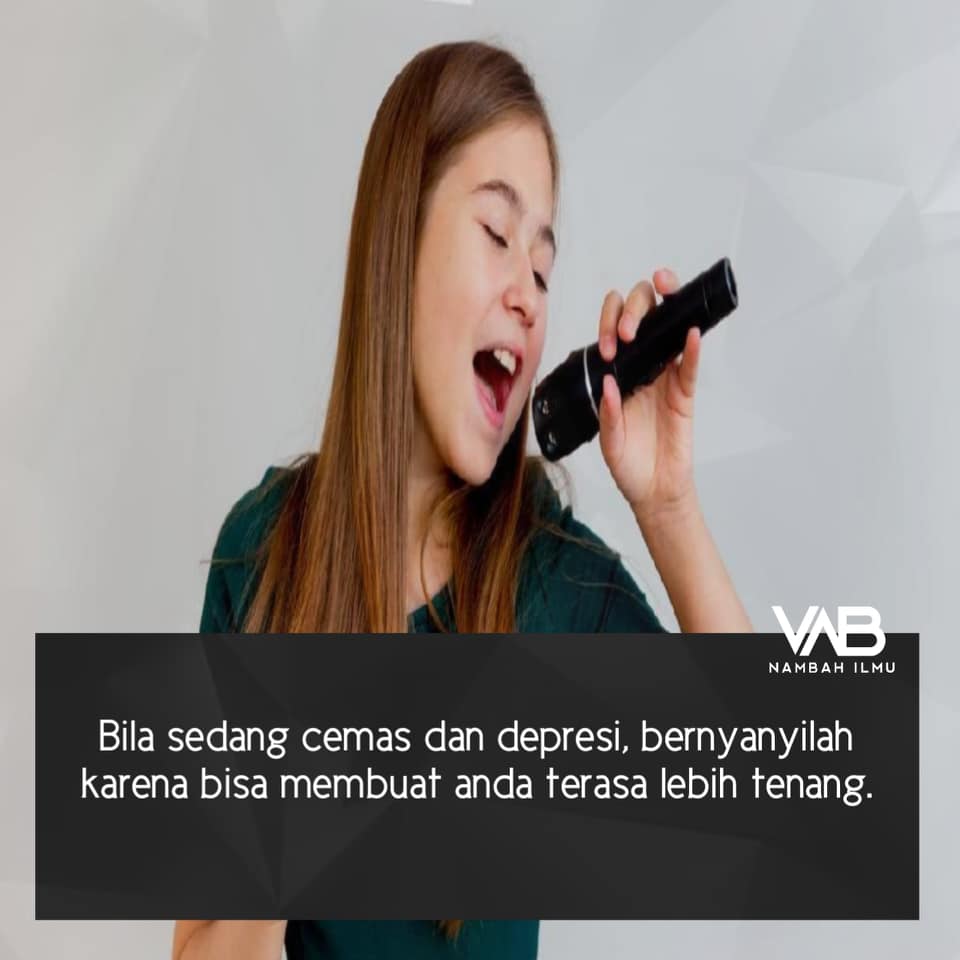 VAB
NAMBAH ILMU
Bila sedang cemas dan depresi, bernyanyilah
karena bisa membuat anda terasa lebih tenang.